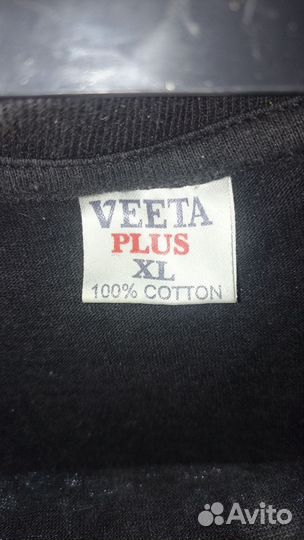 VEETA
PLUS
XL
100% COTTON
Avito